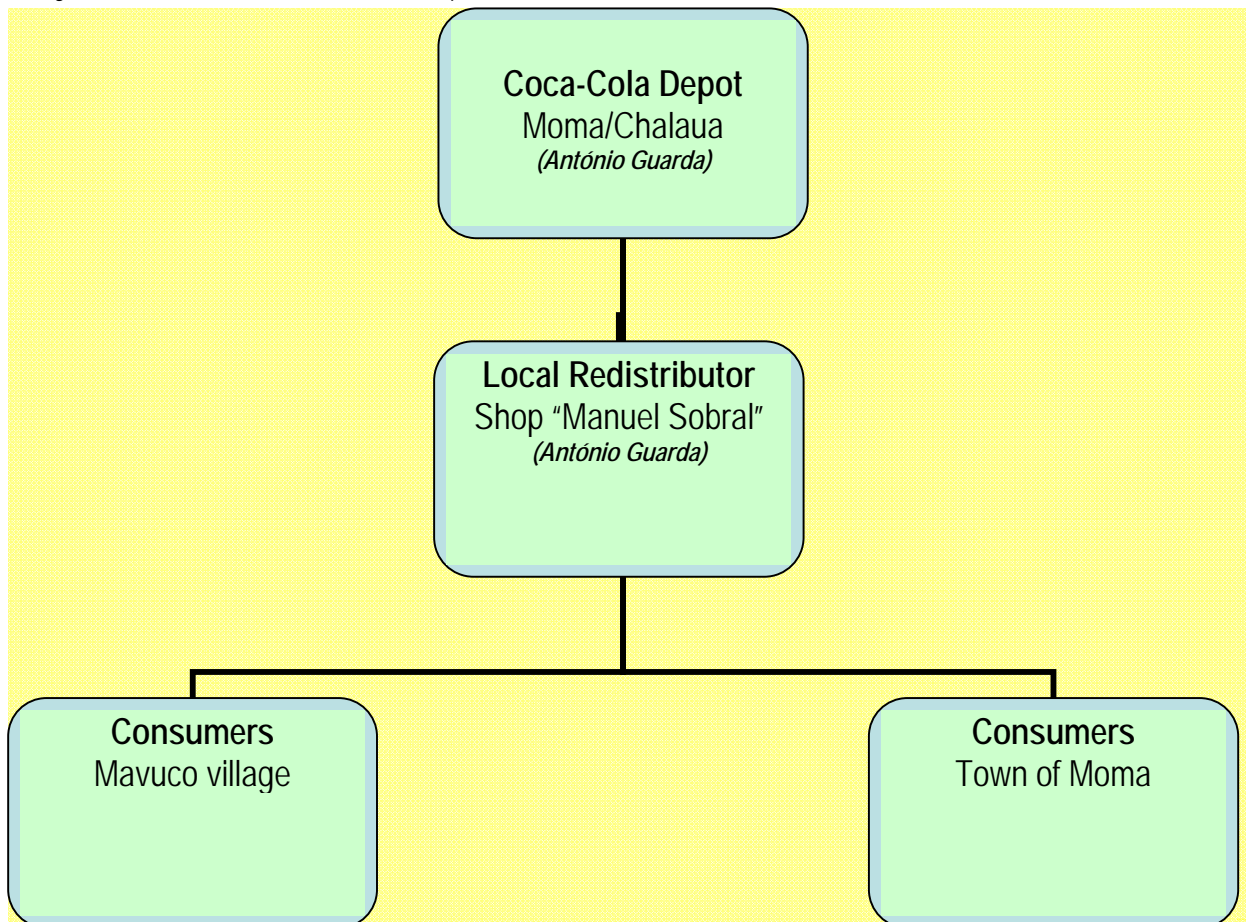 Coca-Cola Depot
Moma/Chalaua
(António Guarda)
Local Redistributor
Shop “Manuel Sobral”
(António Guarda)
Consumers
Mavuco village
Consumers
Town of Moma